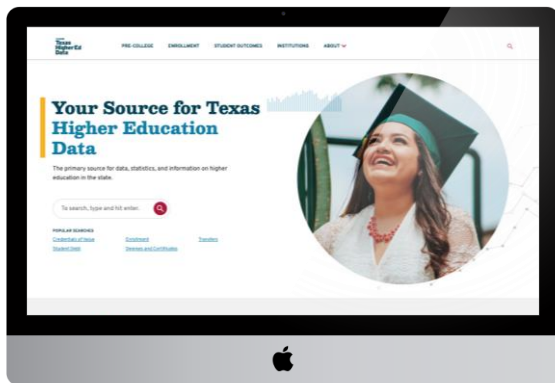 Texas
Higher Ed
Data
PRE-COLLEGE ENROLLMENT STUDENT OUTCOMES INSTITUTIONS ABOUT
Your Source for Texas
Higher Education
Data
The primary source for data, statistics, and information on higher
education in the state.
To search, type and hit enter.
POPULAR SEARCHES
Credentials of Value Enrollment Transfers
Student Debt Degrees and Certificates